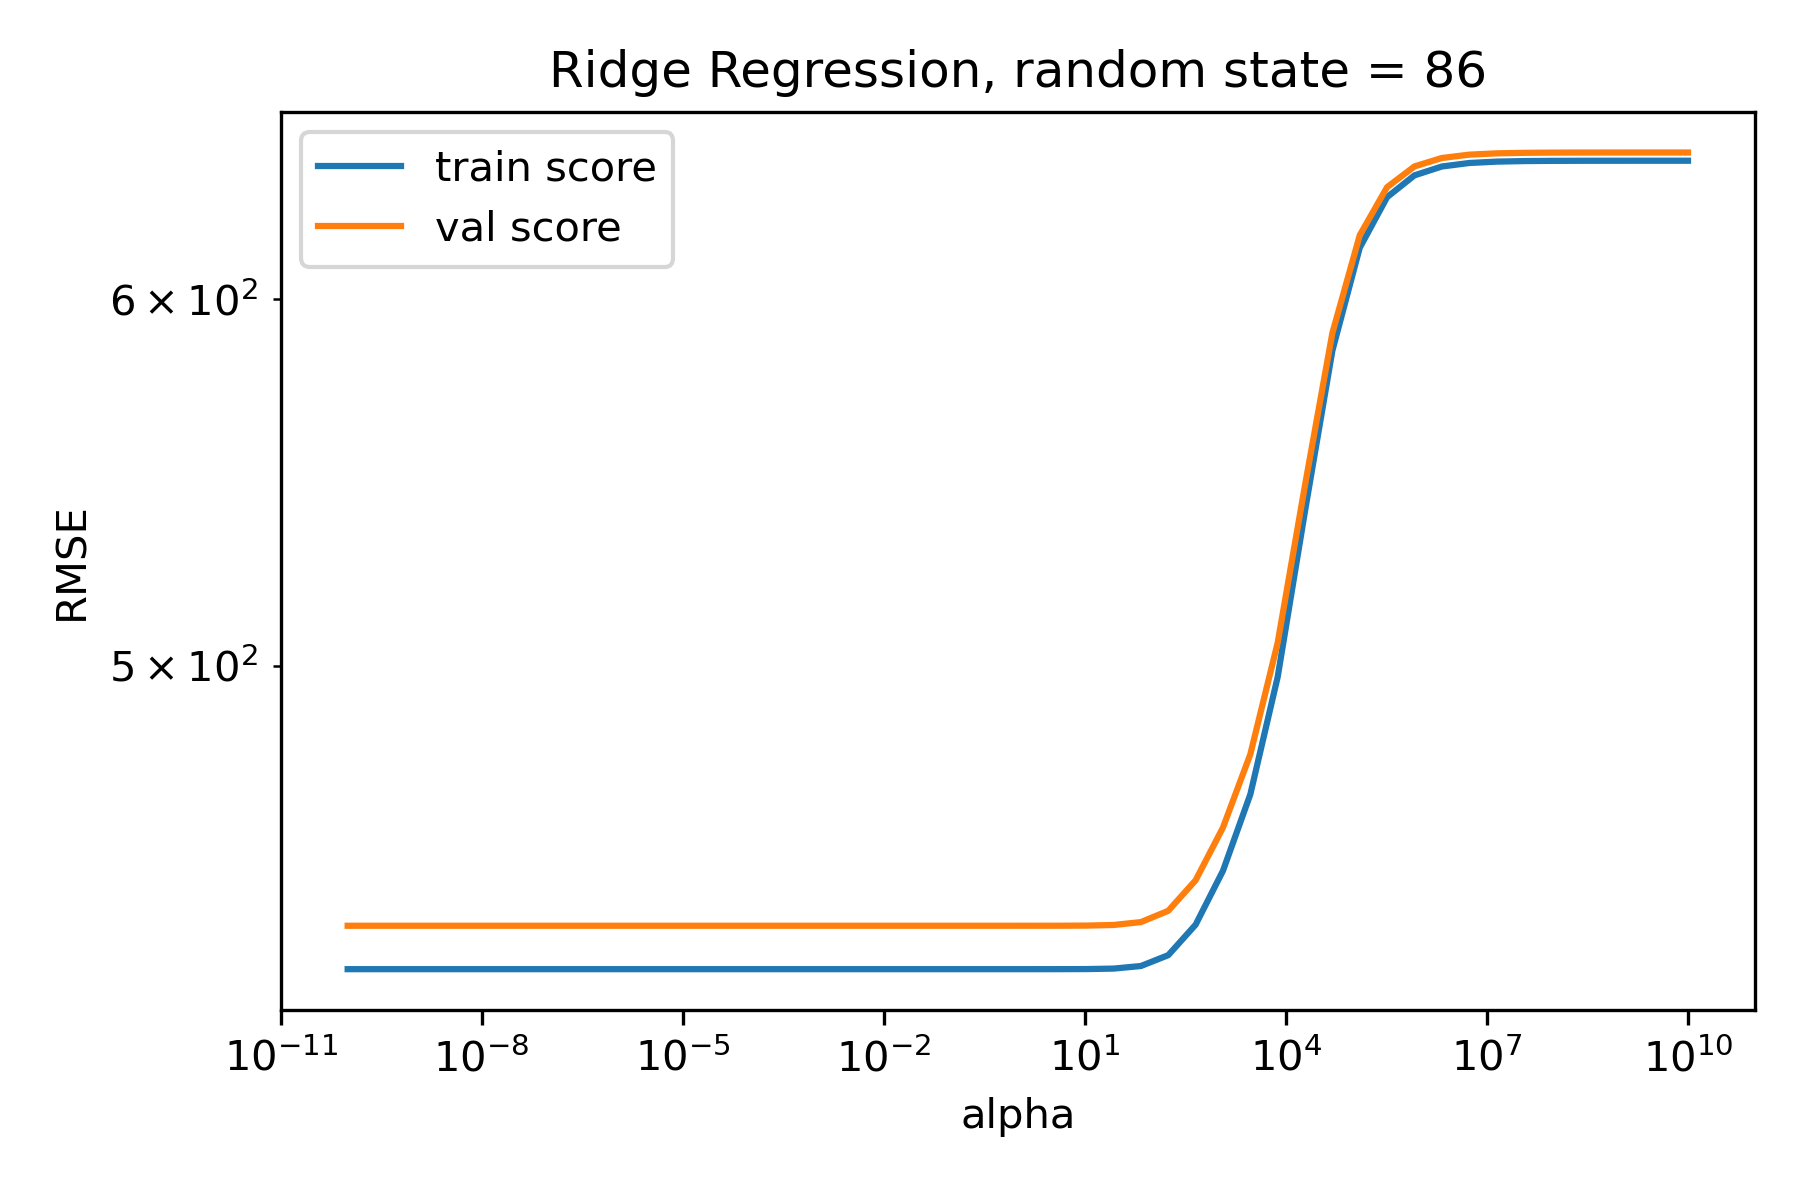 Ridge Regression, random state = 86
train score
val score
6 × 10²
5 × 10²
RMSE
10⁻¹¹ 10⁻⁸ 10⁻⁵ 10⁻² 10¹ 10⁴ 10⁷ 10¹⁰
alpha